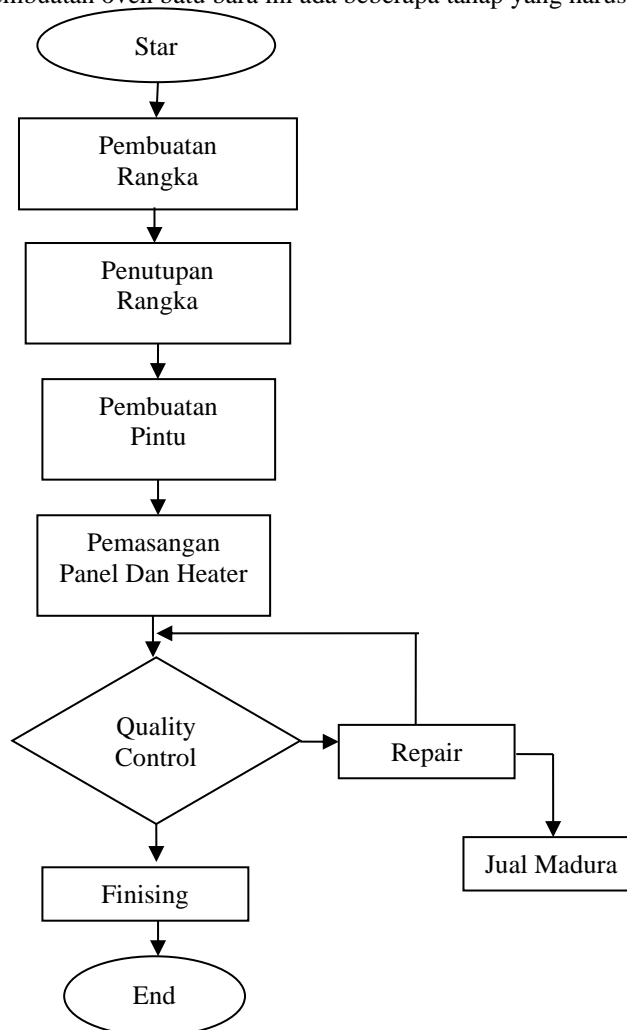 mbuatan oven batu bara ini ada beberapa tahap yang harus
Star
Pembuatan
Rangka
Penutupan
Rangka
Pembuatan
Pintu
Pemasangan
Panel Dan Heater
Quality
Control
Repair
Jual Madura
Finising
End